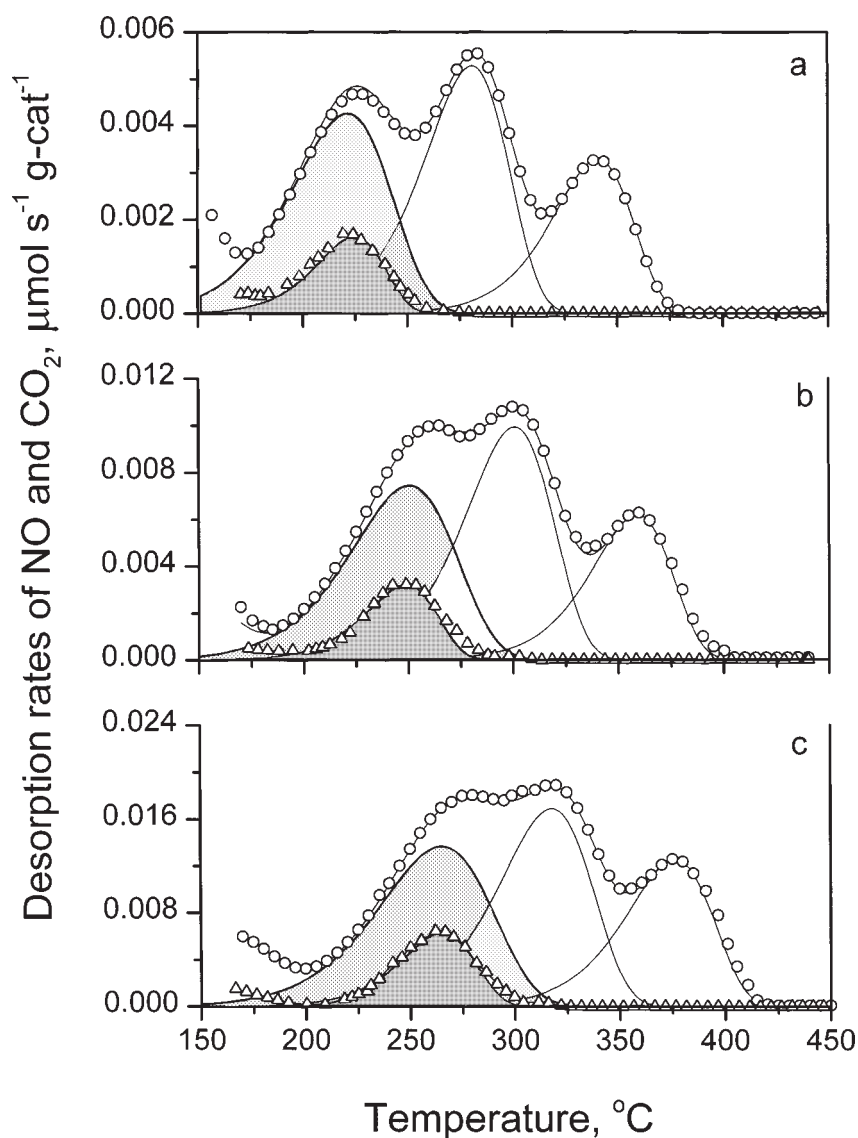 Desorption rates of NO and CO₂, μmol s⁻¹ g-cat⁻¹
0.006
0.004
0.002
0.000
a
0.012
0.008
0.004
0.000
b
0.024
0.016
0.008
0.000
c
150 200 250 300 350 400 450
Temperature, °C